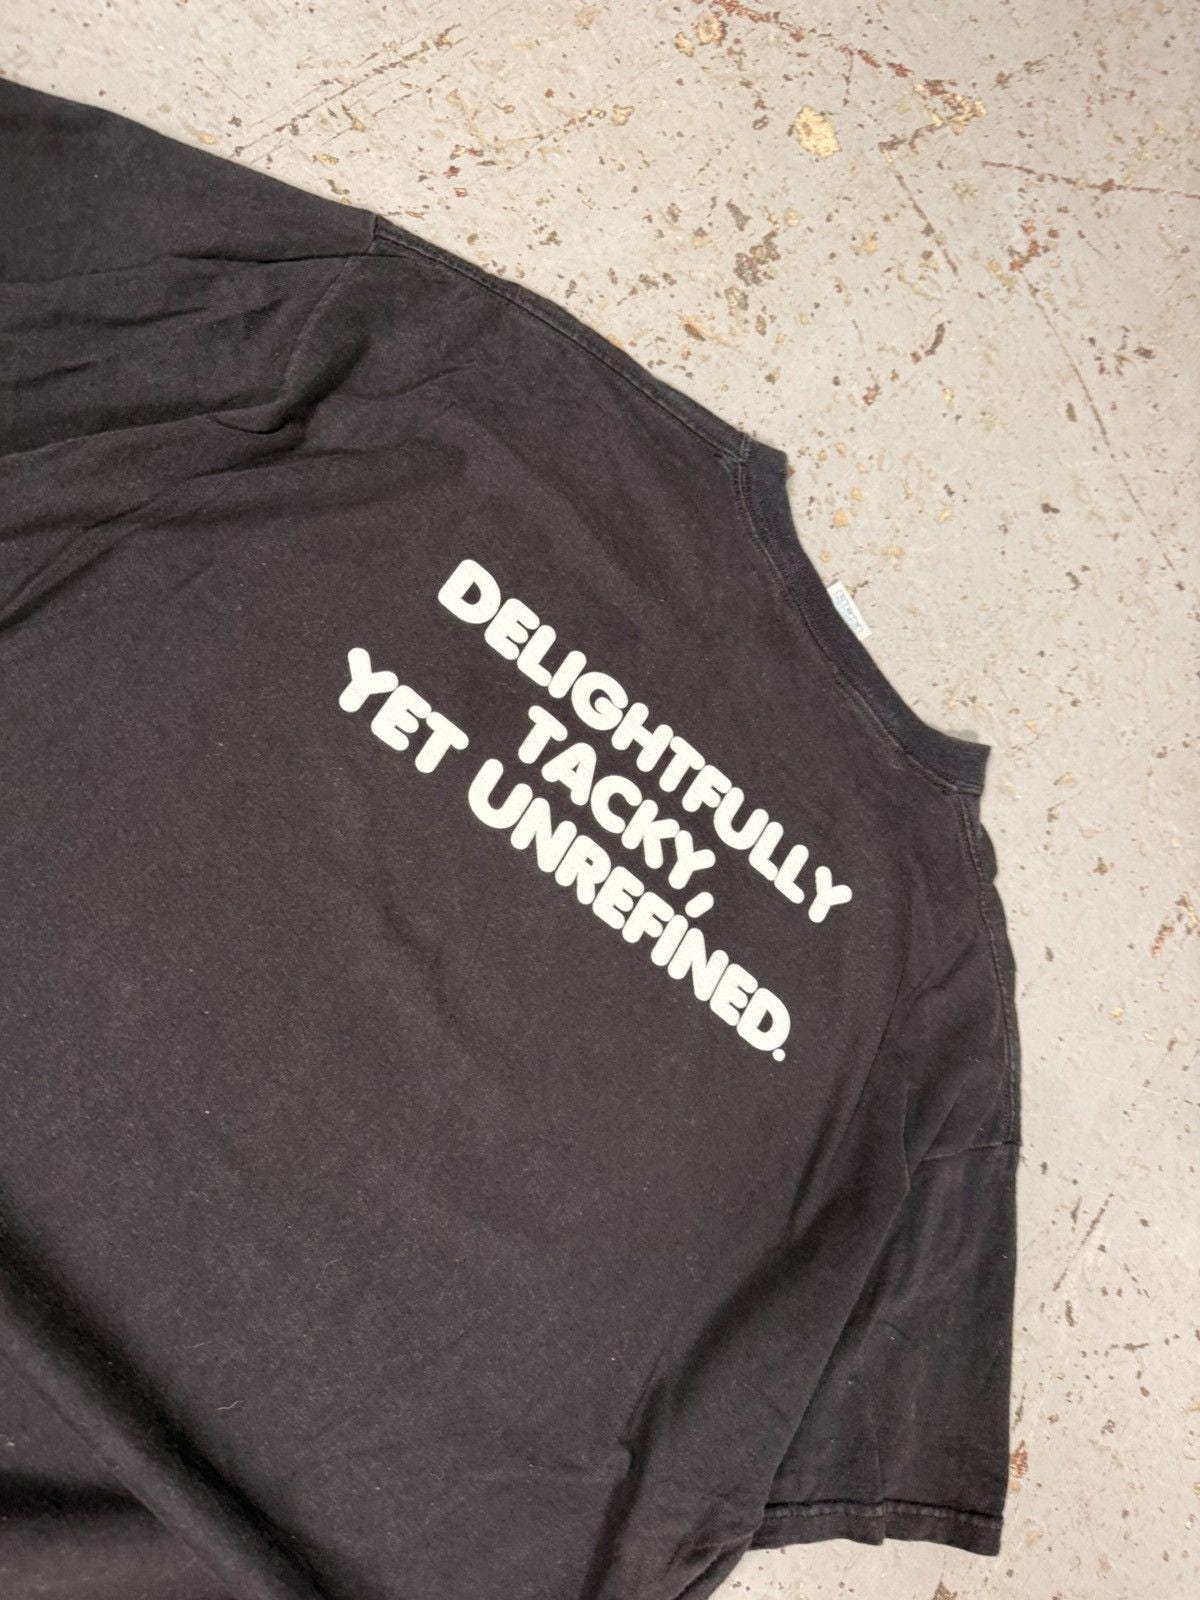 DELIGHTFULLY
TACKY,
YET UNREFINED.